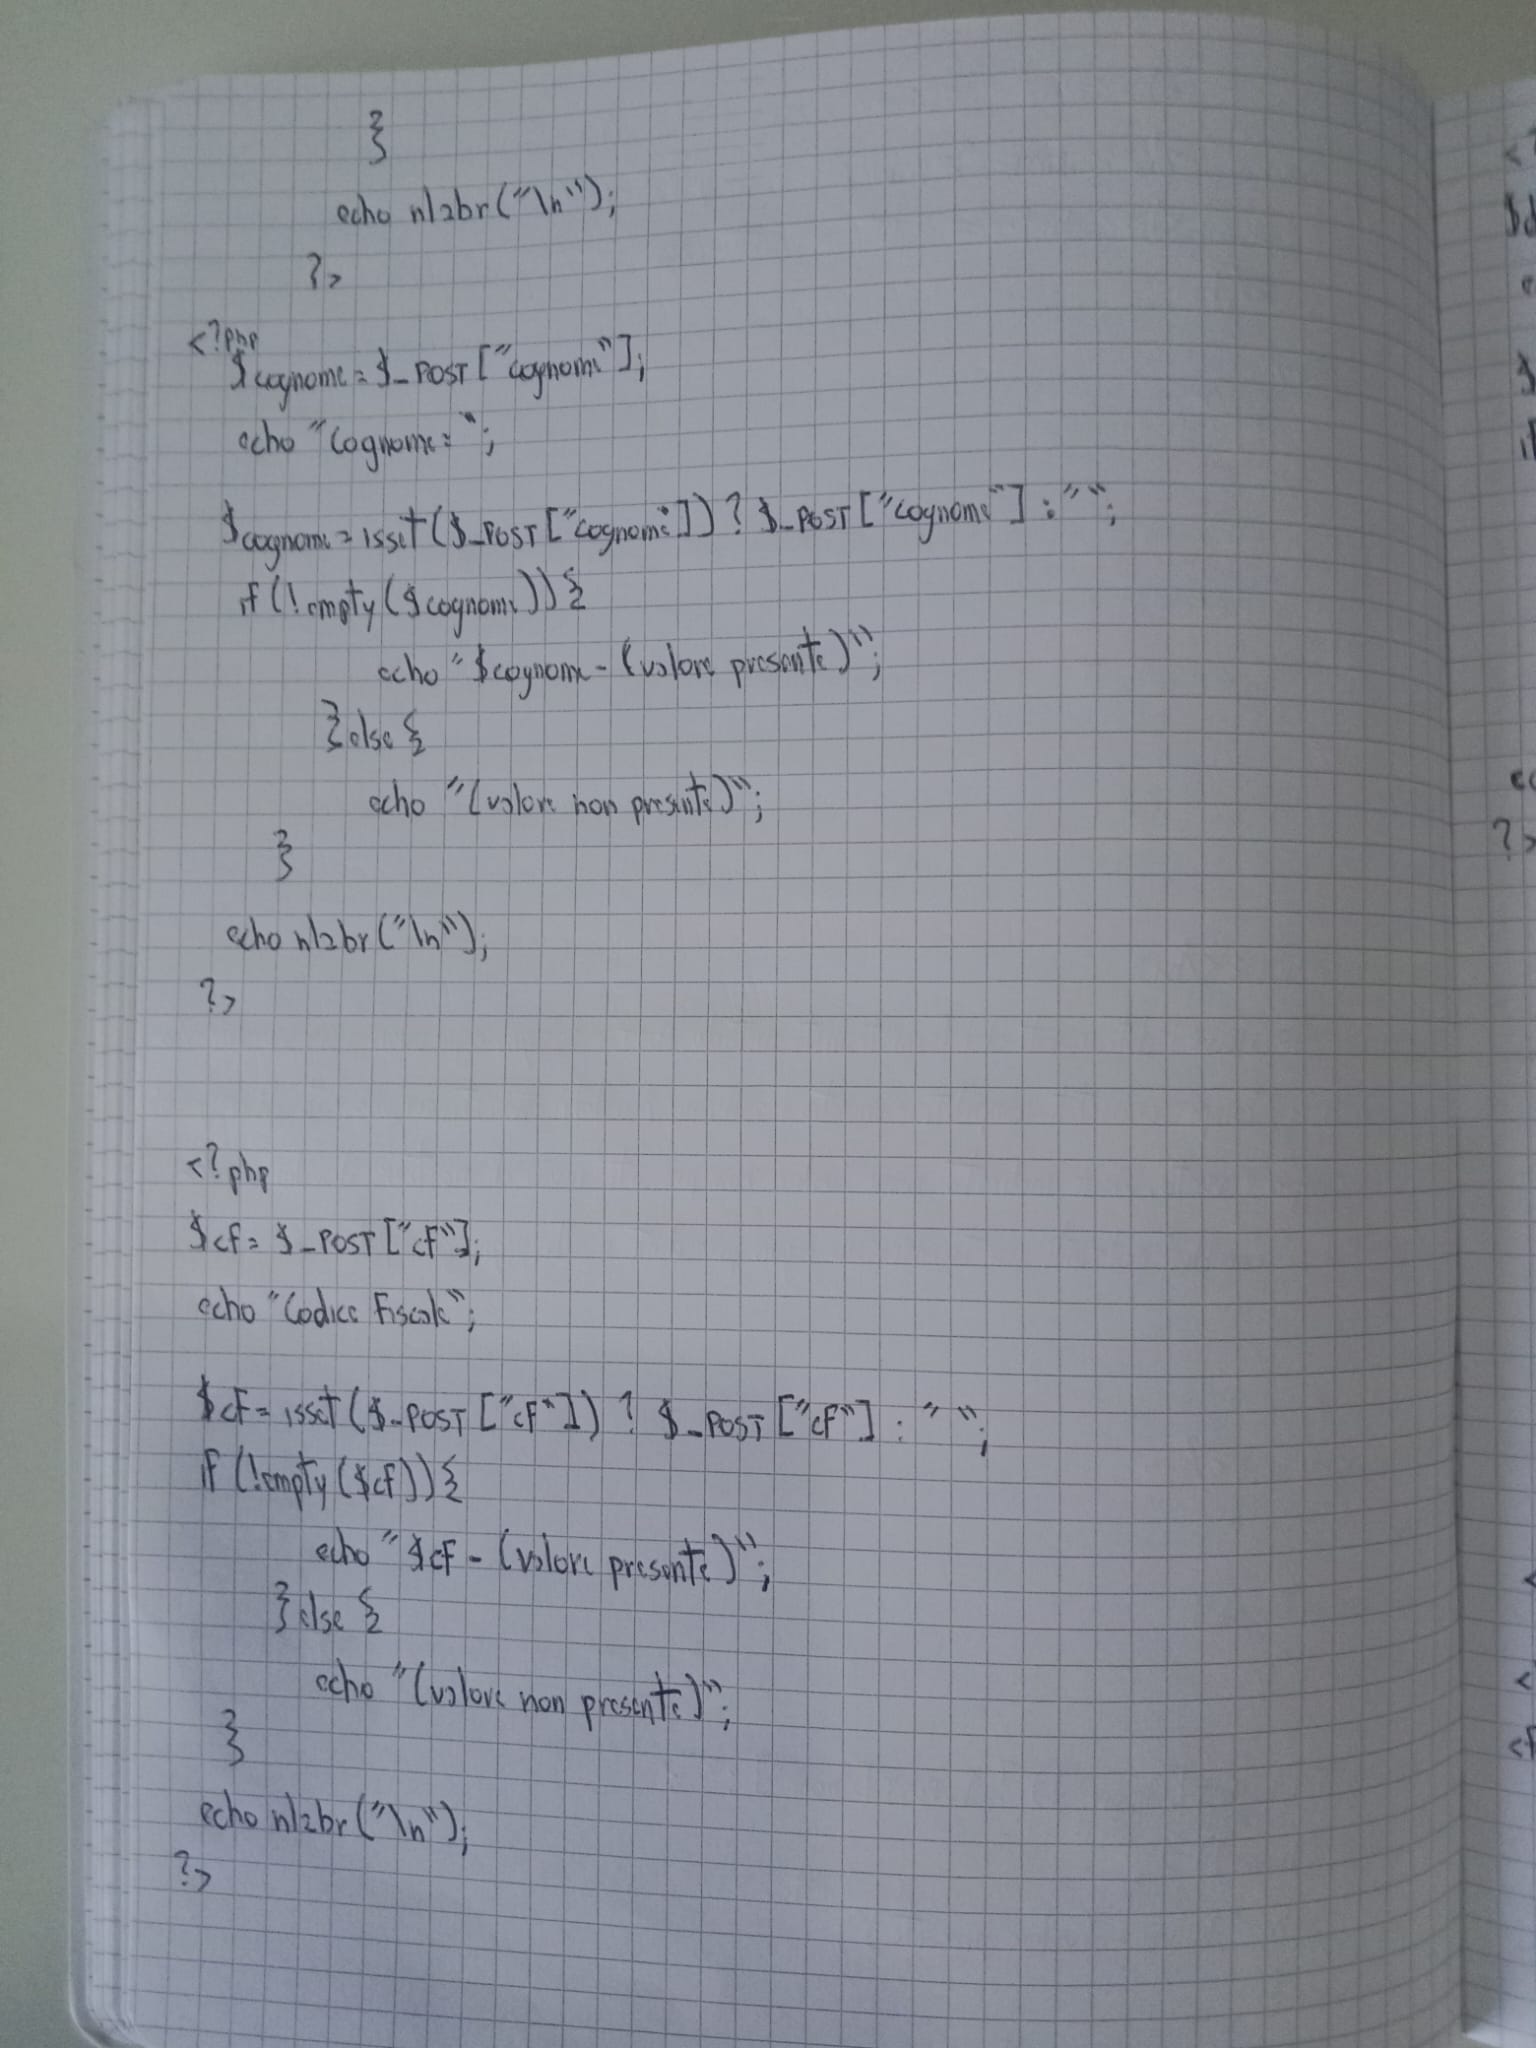 }
echo nl2br("\n");
?>
<?php
$cognome = $_POST["cognome"];
echo "Cognome= ";
$cognome = isset($_POST["cognome"]) ? $_POST["cognome"] : "";
if (!empty($cognome)) {
echo "$cognome - (valore presente)";
} else {
echo "(valore non presente)";
}
echo nl2br("\n");
?>
<?php
$cf = $_POST["cf"];
echo "Codice Fiscale";
$cf = isset($_POST["cf"]) ? $_POST["cf"] : " ";
if (!empty($cf)) {
echo "$cf - (valore presente)";
} else {
echo "(valore non presente)";
}
echo nl2br("\n");
?>